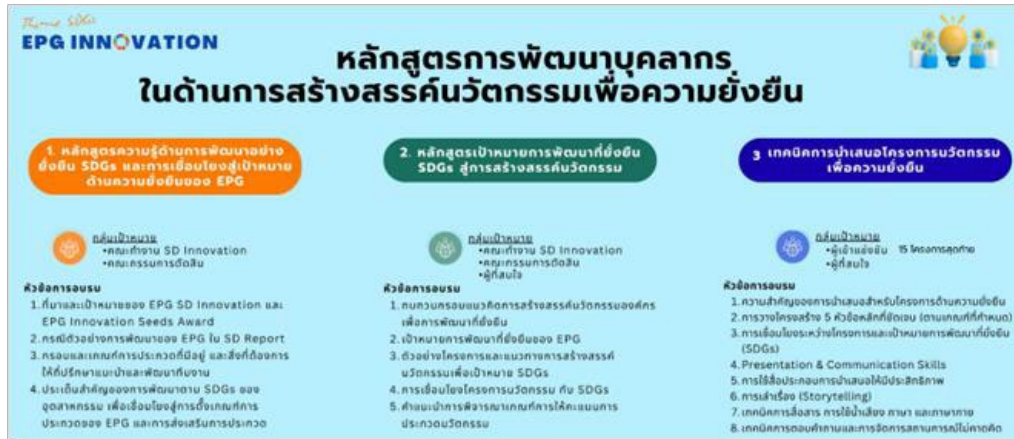 Theme SDGs
EPG INNOVATION
หลักสูตรการพัฒนาบุคลากร
ในด้านการสร้างสรรค์นวัตกรรมเพื่อความยั่งยืน
1. หลักสูตรความรู้ด้านการพัฒนาอย่าง
ยั่งยืน SDGs และการเชื่อมโยงสู่เป้าหมาย
ด้านความยั่งยืนของ EPG
กลุ่มเป้าหมาย
•คณะทำงาน SD Innovation
•คณะกรรมการตัดสิน
หัวข้อการอบรม
1. ที่มาและเป้าหมายของ EPG SD Innovation และ
EPG Innovation Seeds Award
2. กรณีตัวอย่างการพัฒนาของ EPG ใน SD Report
3. กรอบและเกณฑ์การประกวดที่มีอยู่ และสิ่งที่ต้องการ
ให้ที่ปรึกษาแนะนำและพัฒนาทีมงาน
4. ประเด็นสำคัญของการพัฒนาตาม SDGs ของ
อุตสาหกรรม เพื่อเชื่อมโยงสู่การตั้งเกณฑ์การ
ประกวดของ EPG และการส่งเสริมการประกวด
2. หลักสูตรเป้าหมายการพัฒนาที่ยั่งยืน
SDGs สู่การสร้างสรรค์นวัตกรรม
กลุ่มเป้าหมาย
•คณะทำงาน SD Innovation
•คณะกรรมการตัดสิน
•ผู้ที่สนใจ
หัวข้อการอบรม
1. ทบทวนกรอบแนวคิดการสร้างสรรค์นวัตกรรมองค์กร
เพื่อการพัฒนาที่ยั่งยืน
2. เป้าหมายการพัฒนาที่ยั่งยืนของ EPG
3. ตัวอย่างโครงการและแนวทางการสร้างสรรค์
นวัตกรรมเพื่อเป้าหมาย SDGs
4. การเชื่อมโยงโครงการนวัตกรรม กับ SDGs
5. คำแนะนำการพิจารณาเกณฑ์การให้คะแนนการ
ประกวดนวัตกรรม
3 เทคนิคการนำเสนอโครงการนวัตกรรม
เพื่อความยั่งยืน
กลุ่มเป้าหมาย
•ผู้เข้าแข่งขัน 15 โครงการสุดท้าย
•ผู้ที่สนใจ
หัวข้อการอบรม
1. ความสำคัญของการนำเสนอสำหรับโครงการด้านความยั่งยืน
2. การวางโครงสร้าง 5 หัวข้อหลักที่ชัดเจน (ตามเกณฑ์ที่กำหนด)
3. การเชื่อมโยงระหว่างโครงการและเป้าหมายการพัฒนาที่ยั่งยืน
(SDGs)
4. Presentation & Communication Skills
5. การใช้สื่อประกอบการนำเสนอให้มีประสิทธิภาพ
6. การเล่าเรื่อง (Storytelling)
7. เทคนิคการสื่อสาร การใช้น้ำเสียง ภาษา และภาษากาย
8. เทคนิคการตอบคำถามและการจัดการสถานการณ์ไม่คาดคิด